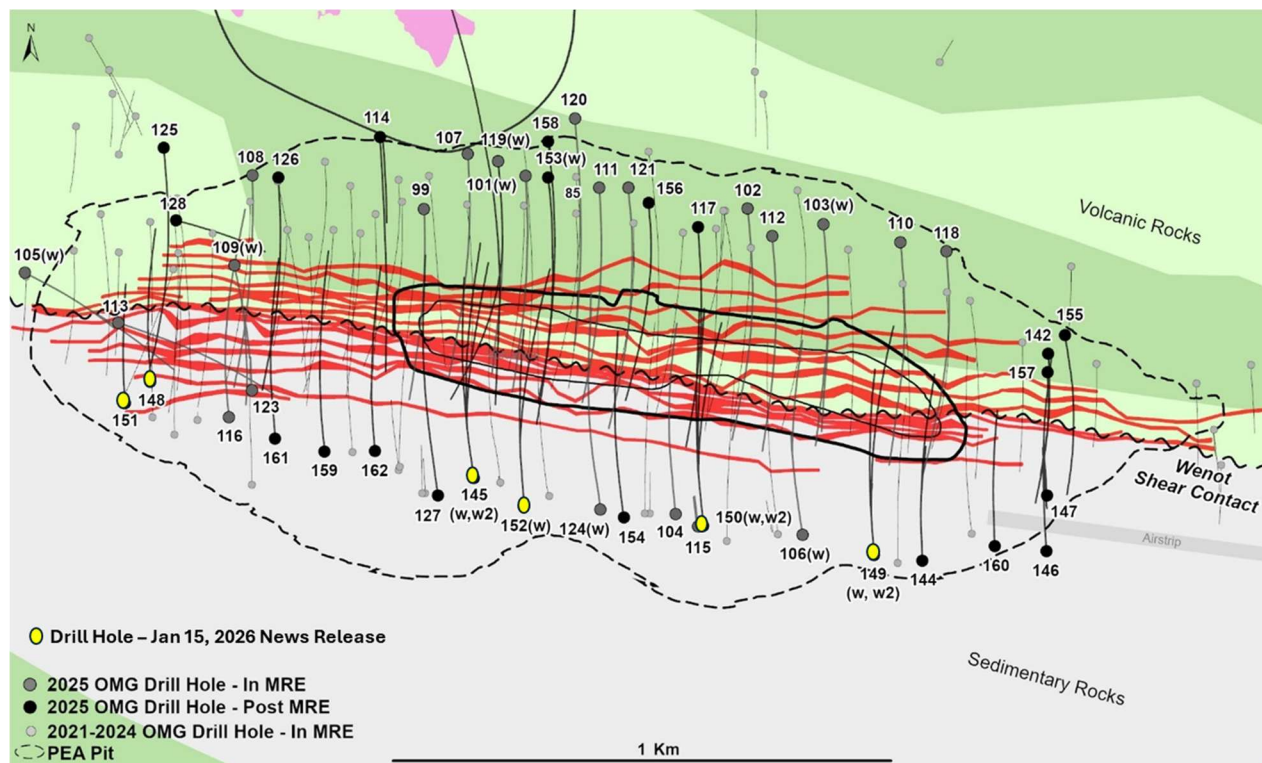 N
120
114
158
125
107
119(w)
153(w)
108
126
101(w)
85
111
121
156
99
102
128
117
103(w)
112
110
118
Volcanic Rocks
109(w)
105(w)
113
155
142
157
148
151
123
116
161
159
162
127
145
(w,w2)
152(w)
124(w)
154
104
115
150(w,w2)
106(w)
149
(w, w2)
144
160
147
146
Wenot
Shear Contact
Airstrip
Sedimentary Rocks
Drill Hole – Jan 15, 2026 News Release
2025 OMG Drill Hole - In MRE
2025 OMG Drill Hole - Post MRE
2021-2024 OMG Drill Hole - In MRE
PEA Pit
1 Km